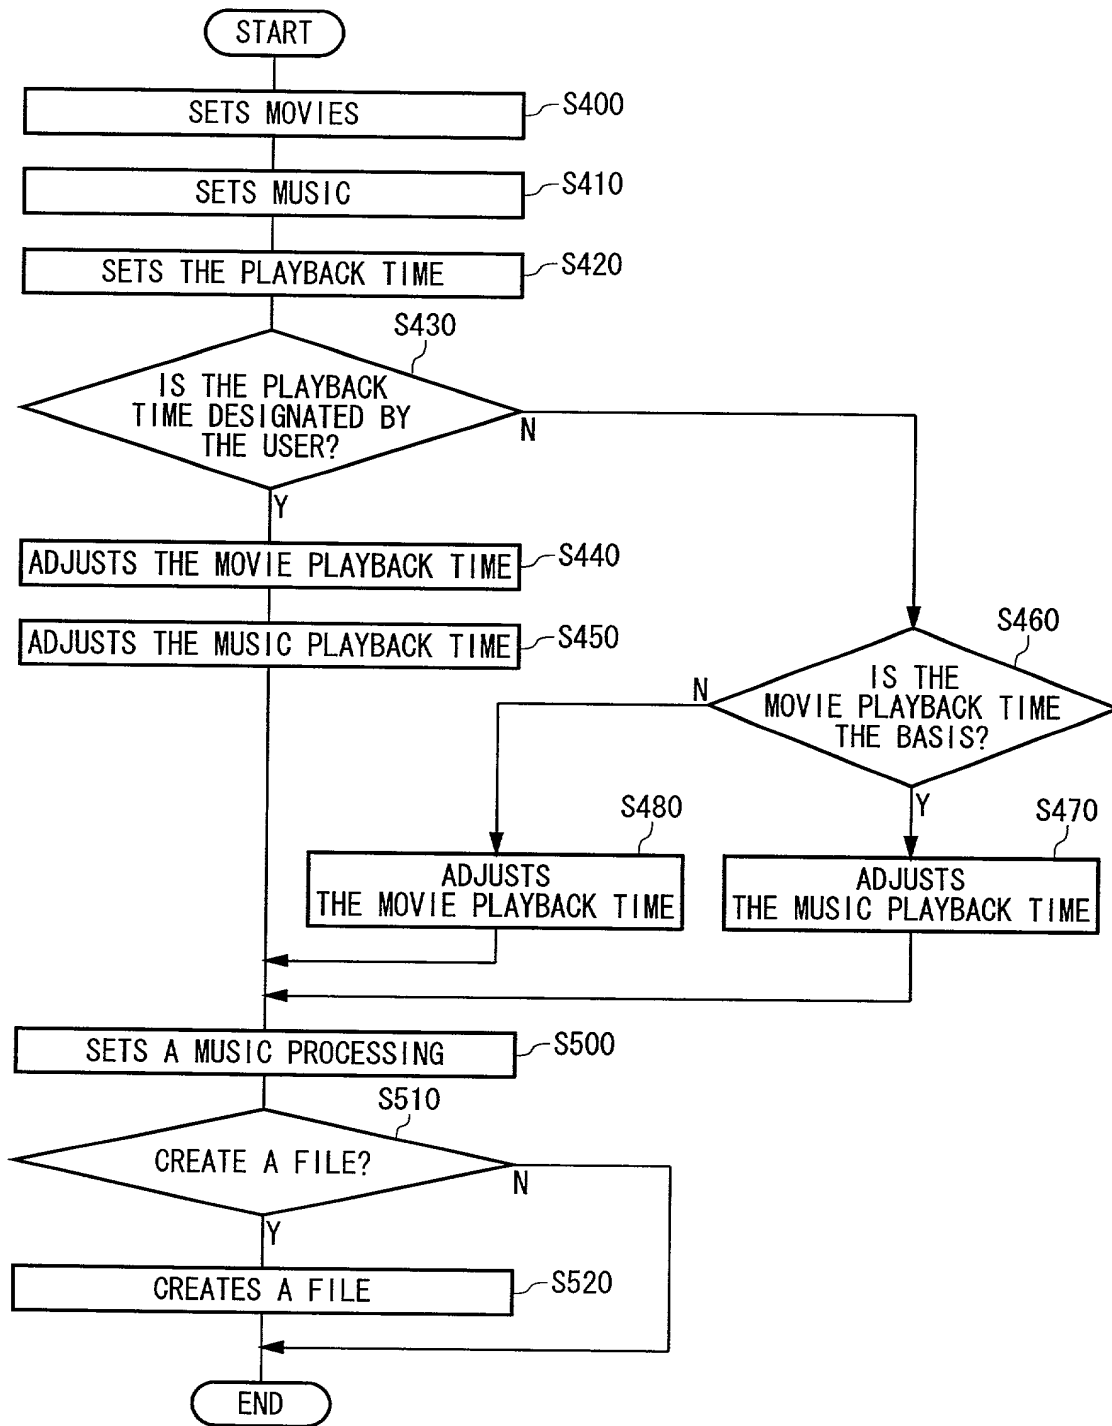 START
SETS MOVIES
S400
SETS MUSIC
S410
SETS THE PLAYBACK TIME
S420
S430
IS THE PLAYBACK
TIME DESIGNATED BY
THE USER?
N
Y
ADJUSTS THE MOVIE PLAYBACK TIME
S440
ADJUSTS THE MUSIC PLAYBACK TIME
S450
S460
IS THE
MOVIE PLAYBACK TIME
THE BASIS?
N
Y
S480
ADJUSTS
THE MOVIE PLAYBACK TIME
S470
ADJUSTS
THE MUSIC PLAYBACK TIME
SETS A MUSIC PROCESSING
S500
S510
CREATE A FILE?
N
Y
CREATES A FILE
S520
END